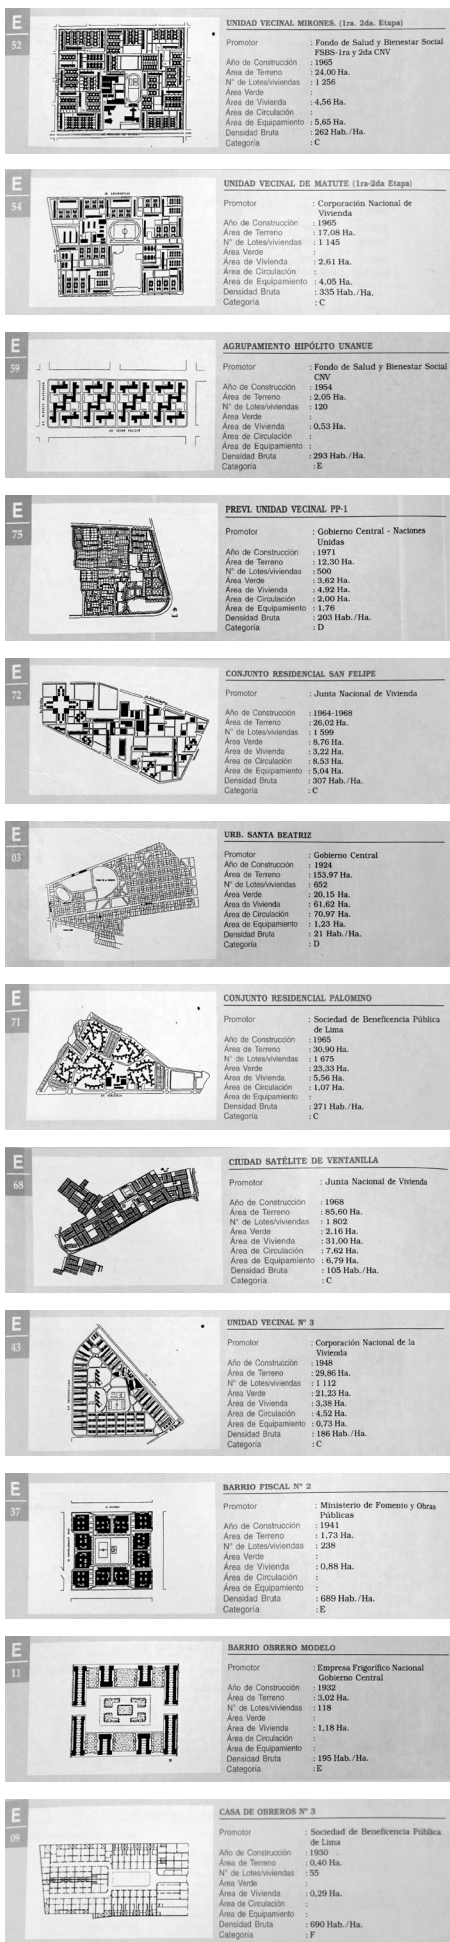 E
52
UNIDAD VECINAL MIRONES. (1ra. 2da. Etapa)
Promotor : Fondo de Salud y Bienestar Social
FSBS-1ra y 2da CNV
Año de Construcción : 1965
Área de Terreno : 24,00 Ha.
N° de Lotes/viviendas : 1 256
Área Verde :
Área de Vivienda : 4,56 Ha.
Área de Circulación :
Área de Equipamiento : 5,65 Ha.
Densidad Bruta : 262 Hab./Ha.
Categoría : C
E
54
UNIDAD VECINAL DE MATUTE (1ra-2da Etapa)
Promotor : Corporación Nacional de
Vivienda
Año de Construcción : 1965
Área de Terreno : 17,08 Ha.
N° de Lotes/viviendas : 1 145
Área Verde :
Área de Vivienda : 2,61 Ha.
Área de Circulación :
Área de Equipamiento : 4,05 Ha.
Densidad Bruta : 335 Hab./Ha.
Categoría : C
E
59
AGRUPAMIENTO HIPÓLITO UNANUE
Promotor : Fondo de Salud y Bienestar Social
CNV
Año de Construcción : 1954
Área de Terreno : 2,05 Ha.
N° de Lotes/viviendas : 120
Área Verde :
Área de Vivienda : 0,53 Ha.
Área de Circulación :
Área de Equipamiento :
Densidad Bruta : 293 Hab./Ha.
Categoría : E
E
75
PREVI. UNIDAD VECINAL PP-1
Promotor : Gobierno Central - Naciones
Unidas
Año de Construcción : 1971
Área de Terreno : 12,30 Ha.
N° de Lotes/viviendas : 500
Área Verde : 3,62 Ha.
Área de Vivienda : 4,92 Ha.
Área de Circulación : 2,00 Ha.
Área de Equipamiento : 1,76
Densidad Bruta : 203 Hab./Ha.
Categoría : D
E
72
CONJUNTO RESIDENCIAL SAN FELIPE
Promotor : Junta Nacional de Vivienda
Año de Construcción : 1964-1968
Área de Terreno : 26,02 Ha.
N° de Lotes/viviendas : 1 599
Área Verde : 8,76 Ha.
Área de Vivienda : 3,22 Ha.
Área de Circulación : 8,53 Ha.
Área de Equipamiento : 5,04 Ha.
Densidad Bruta : 307 Hab./Ha.
Categoría : C
E
03
URB. SANTA BEATRIZ
Promotor : Gobierno Central
Año de Construcción : 1924
Área de Terreno : 153,97 Ha.
N° de Lotes/viviendas : 652
Área Verde : 20,15 Ha.
Área de Vivienda : 61,62 Ha.
Área de Circulación : 70,97 Ha.
Área de Equipamiento : 1,23 Ha.
Densidad Bruta : 21 Hab./Ha.
Categoría : D
E
71
CONJUNTO RESIDENCIAL PALOMINO
Promotor : Sociedad de Beneficencia Pública
de Lima
Año de Construcción : 1965
Área de Terreno : 30,90 Ha.
N° de Lotes/viviendas : 1 675
Área Verde : 23,33 Ha.
Área de Vivienda : 5,56 Ha.
Área de Circulación : 1,07 Ha.
Área de Equipamiento :
Densidad Bruta : 271 Hab./Ha.
Categoría : C
E
68
CIUDAD SATÉLITE DE VENTANILLA
Promotor : Junta Nacional de Vivienda
Año de Construcción : 1968
Área de Terreno : 85,60 Ha.
N° de Lotes/viviendas : 1 802
Área Verde : 2,16 Ha.
Área de Vivienda : 31,00 Ha.
Área de Circulación : 7,62 Ha.
Área de Equipamiento : 6,79 Ha.
Densidad Bruta : 105 Hab./Ha.
Categoría : C
E
43
UNIDAD VECINAL N° 3
Promotor : Corporación Nacional de la
Vivienda
Año de Construcción : 1948
Área de Terreno : 29,86 Ha.
N° de Lotes/viviendas : 1 112
Área Verde : 21,23 Ha.
Área de Vivienda : 3,38 Ha.
Área de Circulación : 4,52 Ha.
Área de Equipamiento : 0,73 Ha.
Densidad Bruta : 186 Hab./Ha.
Categoría : C
E
37
BARRIO FISCAL N° 2
Promotor : Ministerio de Fomento y Obras
Públicas
Año de Construcción : 1941
Área de Terreno : 1,73 Ha.
N° de Lotes/viviendas : 238
Área Verde :
Área de Vivienda : 0,88 Ha.
Área de Circulación :
Área de Equipamiento :
Densidad Bruta : 689 Hab./Ha.
Categoría : E
E
11
BARRIO OBRERO MODELO
Promotor : Empresa Frigorífico Nacional
Gobierno Central
Año de Construcción : 1932
Área de Terreno : 3,02 Ha.
N° de Lotes/viviendas : 118
Área Verde :
Área de Vivienda : 1,18 Ha.
Área de Circulación :
Área de Equipamiento :
Densidad Bruta : 195 Hab./Ha.
Categoría : E
E
09
CASA DE OBREROS N° 3
Promotor : Sociedad de Beneficencia Pública
de Lima
Año de Construcción : 1930
Área de Terreno : 0,40 Ha.
N° de Lotes/viviendas : 55
Área Verde :
Área de Vivienda : 0,29 Ha.
Área de Circulación :
Área de Equipamiento :
Densidad Bruta : 690 Hab./Ha.
Categoría : F